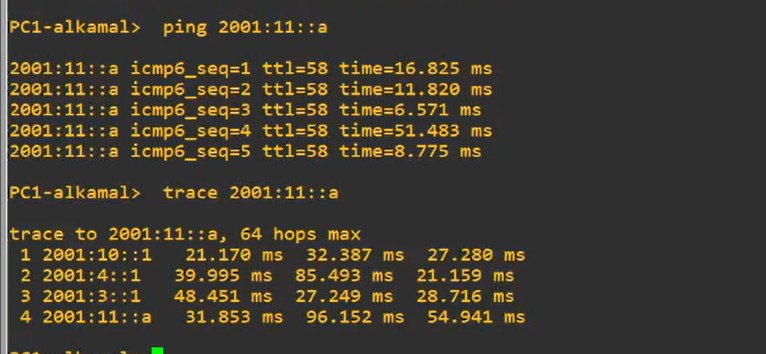 PC1-alkamal> ping 2001:11::a
2001:11::a icmp6_seq=1 ttl=58 time=16.825 ms
2001:11::a icmp6_seq=2 ttl=58 time=11.820 ms
2001:11::a icmp6_seq=3 ttl=58 time=6.571 ms
2001:11::a icmp6_seq=4 ttl=58 time=51.483 ms
2001:11::a icmp6_seq=5 ttl=58 time=8.775 ms
PC1-alkamal> trace 2001:11::a
trace to 2001:11::a, 64 hops max
1 2001:10::1 21.170 ms 32.387 ms 27.280 ms
2 2001:4::1 39.995 ms 85.493 ms 21.159 ms
3 2001:3::1 48.451 ms 27.249 ms 28.716 ms
4 2001:11::a 31.853 ms 96.152 ms 54.941 ms